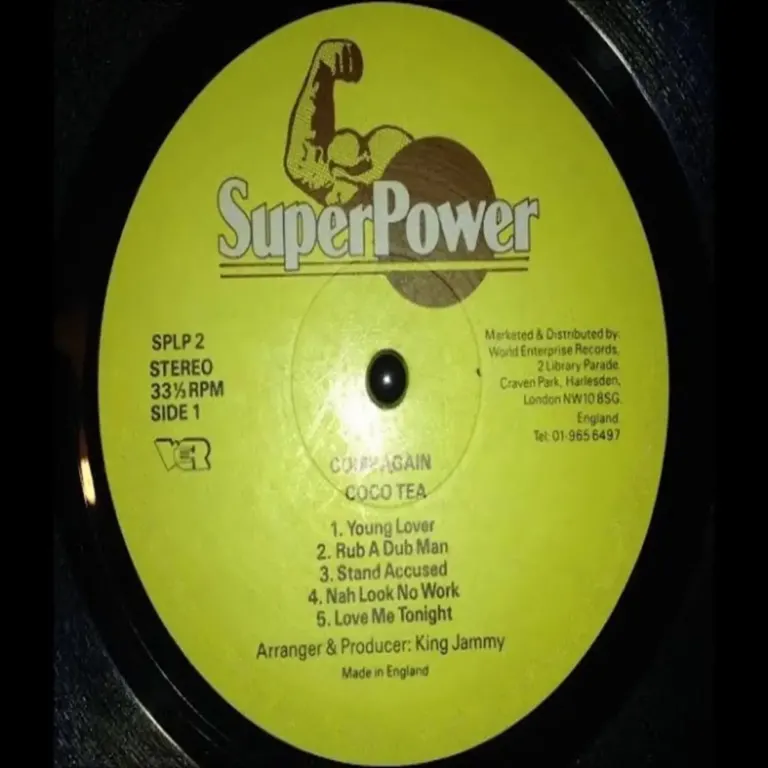 SuperPower
SPLP 2
STEREO
33⅓ RPM
SIDE 1
WER
Marketed & Distributed by:
World Enterprise Records,
2 Library Parade
Craven Park, Harlesden,
London NW10 8SG.
England.
Tel: 01-965 6497
COME AGAIN
COCO TEA
1. Young Lover
2. Rub A Dub Man
3. Stand Accused
4. Nah Look No Work
5. Love Me Tonight
Arranger & Producer: King Jammy
Made in England